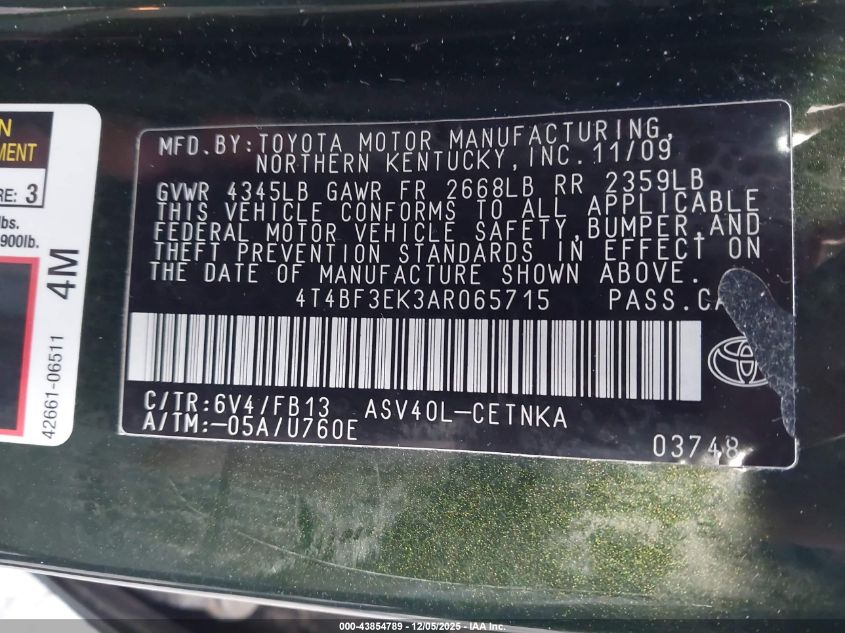 N
MENT
RE: 3
lbs.
900lb.
4M
42661-06511
MFD.BY:TOYOTA MOTOR MANUFACTURING,
NORTHERN KENTUCKY,INC.11/09
GVWR 4345LB GAWR FR 2668LB RR 2359LB
THIS VEHICLE CONFORMS TO ALL APPLICABLE
FEDERAL MOTOR VEHICLE SAFETY,BUMPER,AND
THEFT PREVENTION STANDARDS IN EFFECT ON
THE DATE OF MANUFACTURE SHOWN ABOVE.
4T4BF3EK3AR065715 PASS.CA
C/TR:6V4/FB13 ASV40L-CETNKA
A/TM:-05A/U760E
03748
000-43854789 - 12/05/2025 - IAA Inc.